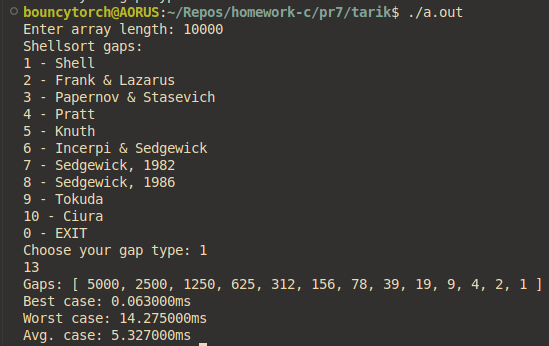 bouncytorch@AORUS:~/Repos/homework-c/pr7/tarik$ ./a.out
Enter array length: 10000
Shellsort gaps:
1 - Shell
2 - Frank & Lazarus
3 - Papernov & Stasevich
4 - Pratt
5 - Knuth
6 - Incerpi & Sedgewick
7 - Sedgewick, 1982
8 - Sedgewick, 1986
9 - Tokuda
10 - Ciura
0 - EXIT
Choose your gap type: 1
13
Gaps: [ 5000, 2500, 1250, 625, 312, 156, 78, 39, 19, 9, 4, 2, 1 ]
Best case: 0.063000ms
Worst case: 14.275000ms
Avg. case: 5.327000ms